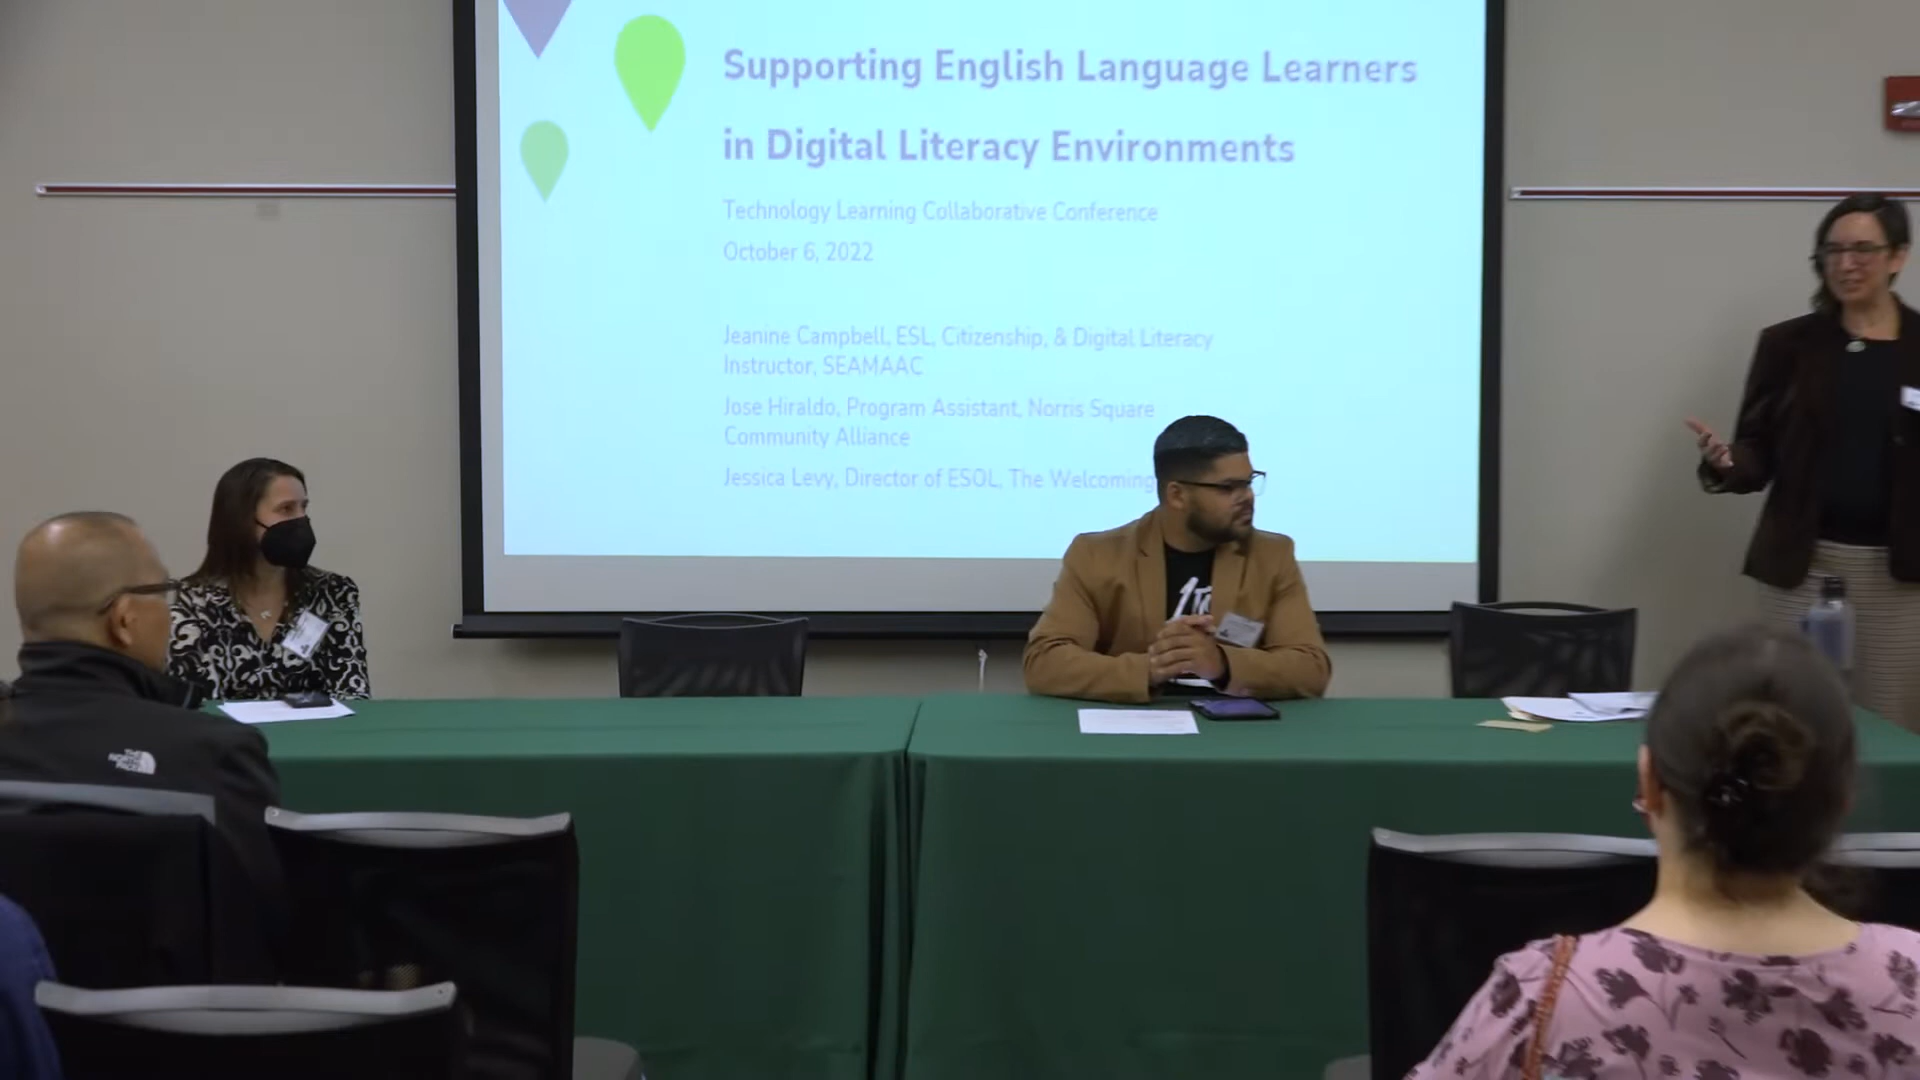 Supporting English Language Learners
in Digital Literacy Environments
Technology Learning Collaborative Conference
October 6, 2022
Jeanine Campbell, ESL, Citizenship, & Digital Literacy
Instructor, SEAMAAC
Jose Hiraldo, Program Assistant, Norris Square
Community Alliance
Jessica Levy, Director of ESOL, The Welcoming
THE
NORTH
FACE